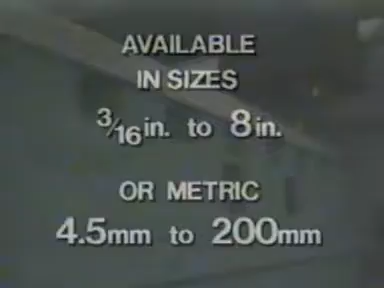 AVAILABLE
IN SIZES
3/16in. to 8in.
OR METRIC
4.5mm to 200mm